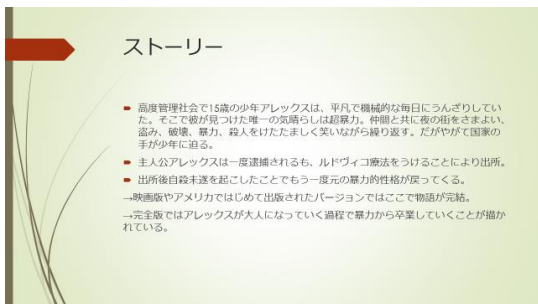 ストーリー
高度管理社会で15歳の少年アレックスは、平凡で機械的な毎日にうんざりしてい
た。そこで彼が見つけた唯一の気晴らしは超暴力。仲間と共に夜の街をさまよい、
盗み、破壊、暴力、殺人をけたたましく笑いながら繰り返す。だがやがて国家の
手が少年に迫る。
主人公アレックスは一度逮捕されるも、ルドヴィコ療法をうけることにより出所。
出所後自殺未遂を起こしたことでもう一度元の暴力的性格が戻ってくる。
→映画版やアメリカではじめて出版されたバージョンではここで物語が完結。
→完全版ではアレックスが大人になっていく過程で暴力から卒業していくことが描か
れている。